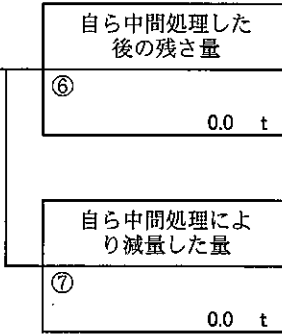 自ら中間処理した
後の残さ量
⑥
0.0 t
自ら中間処理によ
り減量した量
⑦
0.0 t